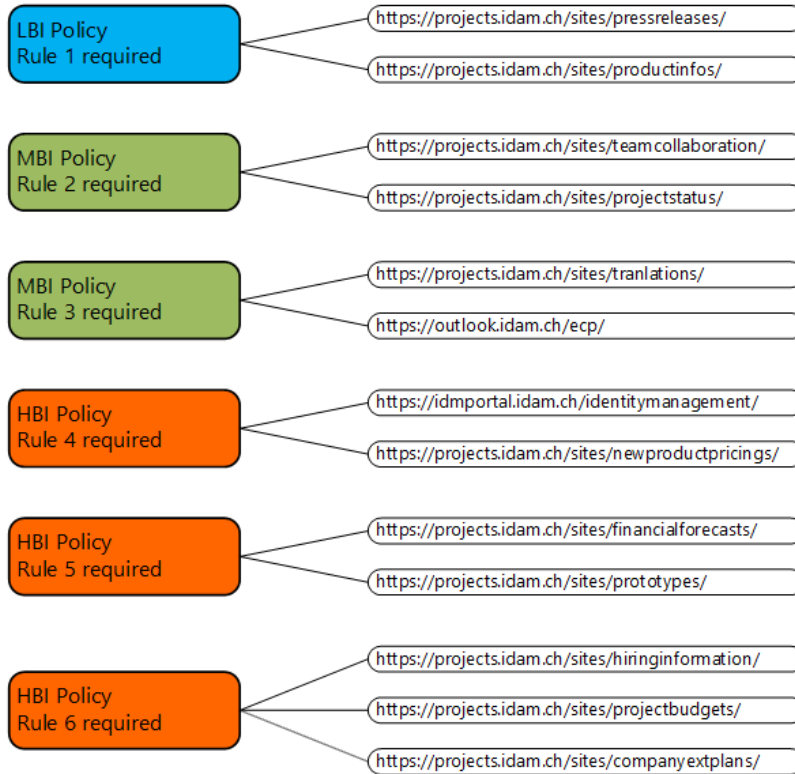 LBI Policy
Rule 1 required
https://projects.idam.ch/sites/pressreleases/
https://projects.idam.ch/sites/productinfos/
MBI Policy
Rule 2 required
https://projects.idam.ch/sites/teamcollaboration/
https://projects.idam.ch/sites/projectstatus/
MBI Policy
Rule 3 required
https://projects.idam.ch/sites/tranlations/
https://outlook.idam.ch/ecp/
HBI Policy
Rule 4 required
https://idmportal.idam.ch/identitymanagement/
https://projects.idam.ch/sites/newproductpricings/
HBI Policy
Rule 5 required
https://projects.idam.ch/sites/financialforecasts/
https://projects.idam.ch/sites/prototypes/
HBI Policy
Rule 6 required
https://projects.idam.ch/sites/hiringinformation/
https://projects.idam.ch/sites/projectbudgets/
https://projects.idam.ch/sites/companyextplans/